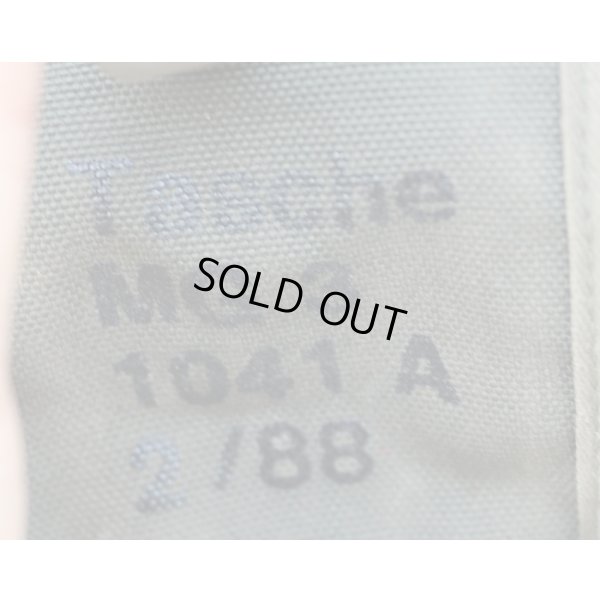 Tasche
SOLD OUT
1041 A
2/88